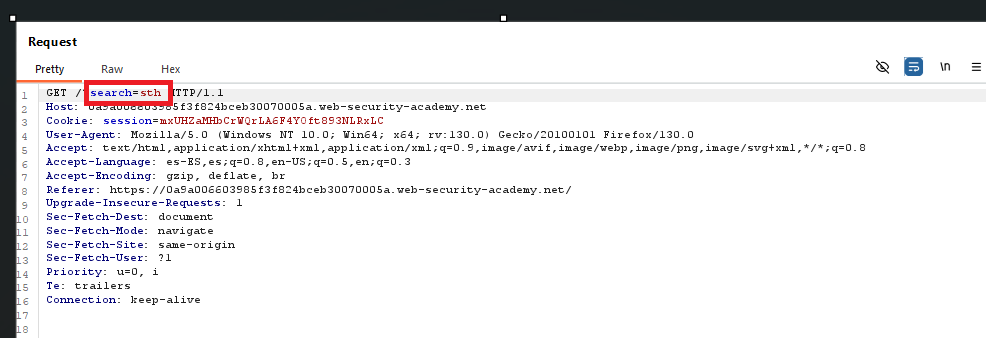 Request
Pretty Raw Hex
\n
1 GET /?search=sth HTTP/1.1
2 Host: 0a9a006603985f3f824bceb30070005a.web-security-academy.net
3 Cookie: session=mxUHZaMHbCrWQrLA6F4YOft893NLRxLC
4 User-Agent: Mozilla/5.0 (Windows NT 10.0; Win64; x64; rv:130.0) Gecko/20100101 Firefox/130.0
5 Accept: text/html,application/xhtml+xml,application/xml;q=0.9,image/avif,image/webp,image/png,image/svg+xml,*/*;q=0.8
6 Accept-Language: es-ES,es;q=0.8,en-US;q=0.5,en;q=0.3
7 Accept-Encoding: gzip, deflate, br
8 Referer: https://0a9a006603985f3f824bceb30070005a.web-security-academy.net/
9 Upgrade-Insecure-Requests: 1
10 Sec-Fetch-Dest: document
11 Sec-Fetch-Mode: navigate
12 Sec-Fetch-Site: same-origin
13 Sec-Fetch-User: ?1
14 Priority: u=0, i
15 Te: trailers
16 Connection: keep-alive
17
18